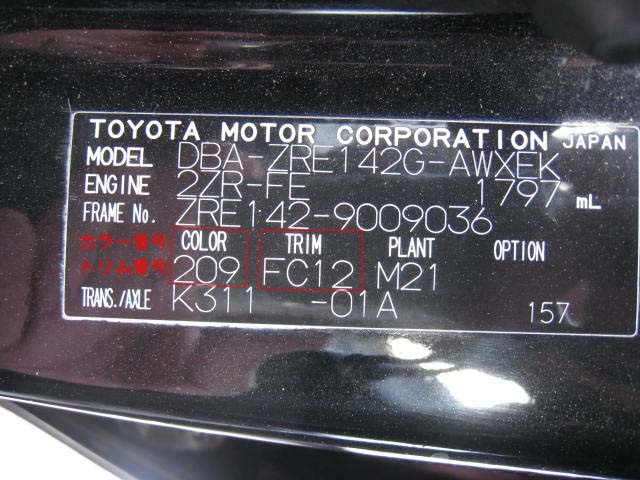 TOYOTA MOTOR CORPORATION JAPAN
MODEL DBA-ZRE142G-AWXEK
ENGINE 2ZR-FE 1797 mL
FRAME No. ZRE142-9009036
カラー番号 COLOR TRIM PLANT OPTION
トリム番号 209 FC12 M21
TRANS./AXLE K311 -01A 157